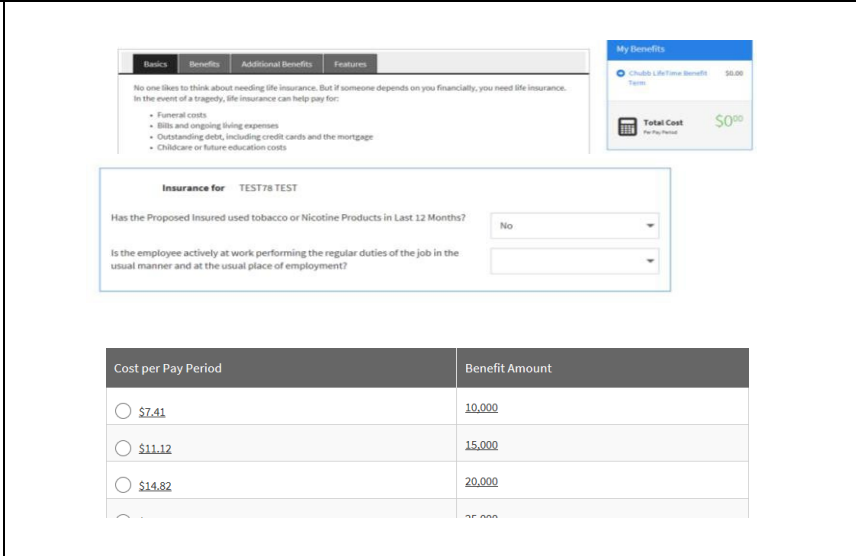 Basics Benefits Additional Benefits Features
No one likes to think about needing life insurance. But if someone depends on you financially, you need life insurance.
In the event of a tragedy, life insurance can help pay for:
• Funeral costs
• Bills and ongoing living expenses
• Outstanding debt, including credit cards and the mortgage
• Childcare or future education costs
My Benefits
Chubb LifeTime Benefit $0.00
Term
Total Cost $0.00
Per Pay Period
Insurance for TEST78 TEST
Has the Proposed Insured used tobacco or Nicotine Products in Last 12 Months? No
Is the employee actively at work performing the regular duties of the job in the
usual manner and at the usual place of employment?
Cost per Pay Period Benefit Amount
$7.41 10,000
$11.12 15,000
$14.82 20,000